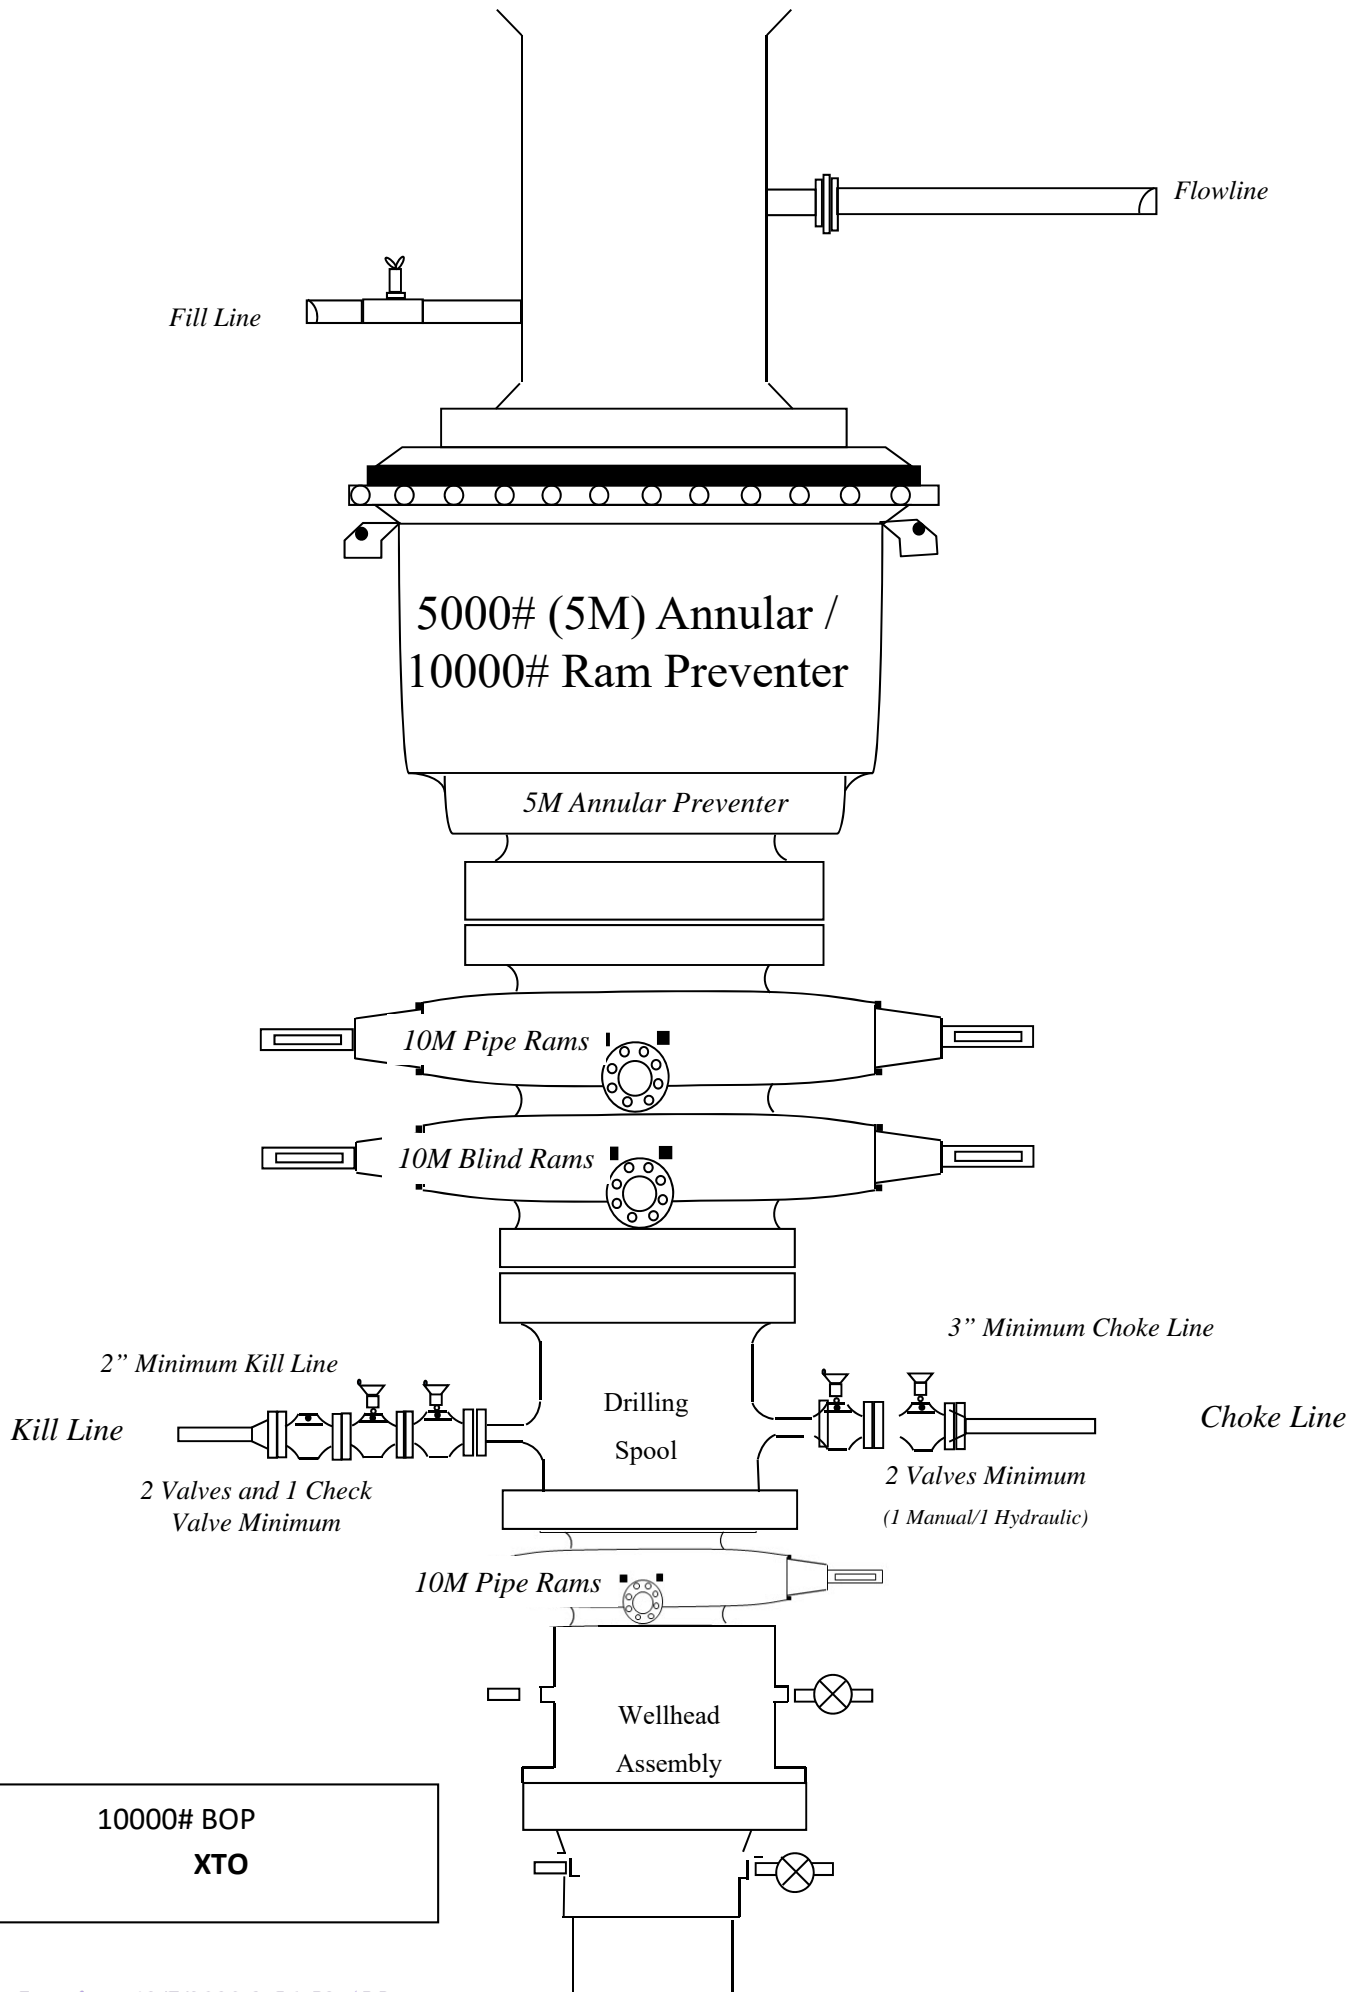 Flowline
Fill Line
5000# (5M) Annular /
10000# Ram Preventer
5M Annular Preventer
10M Pipe Rams
10M Blind Rams
3” Minimum Choke Line
2” Minimum Kill Line
Drilling
Spool
Kill Line
Choke Line
2 Valves and 1 Check
Valve Minimum
2 Valves Minimum
(1 Manual/1 Hydraulic)
10M Pipe Rams
Wellhead
Assembly
10000# BOP
XTO